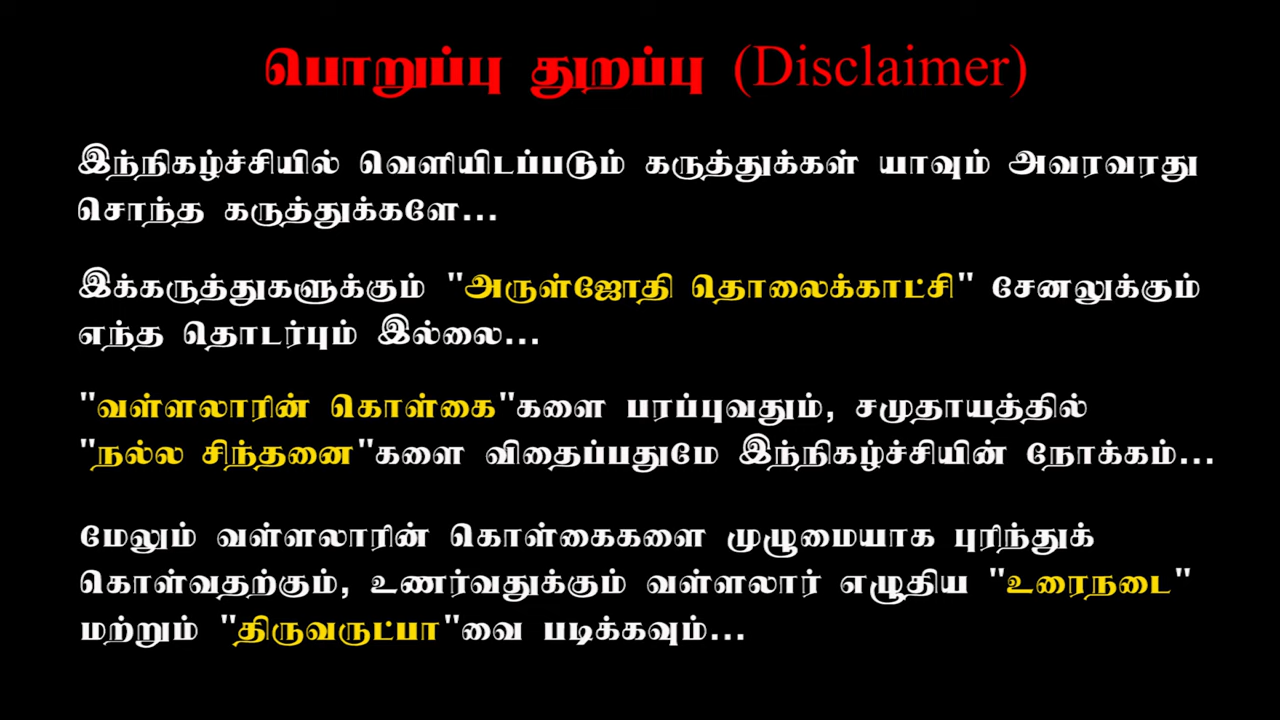 பொறுப்பு துறப்பு (Disclaimer)
இந்நிகழ்ச்சியில் வெளியிடப்படும் கருத்துக்கள் யாவும் அவரவரது
சொந்த கருத்துக்களே...
இக்கருத்துகளுக்கும் "அருள்ஜோதி தொலைக்காட்சி" சேனலுக்கும்
எந்த தொடர்பும் இல்லை...
"வள்ளலாரின் கொள்கை"களை பரப்புவதும், சமுதாயத்தில்
"நல்ல சிந்தனை"களை விதைப்பதுமே இந்நிகழ்ச்சியின் நோக்கம்...
மேலும் வள்ளலாரின் கொள்கைகளை முழுமையாக புரிந்துக்
கொள்வதற்கும், உணர்வதுக்கும் வள்ளலார் எழுதிய "உரைநடை"
மற்றும் "திருவருட்பா"வை படிக்கவும்...